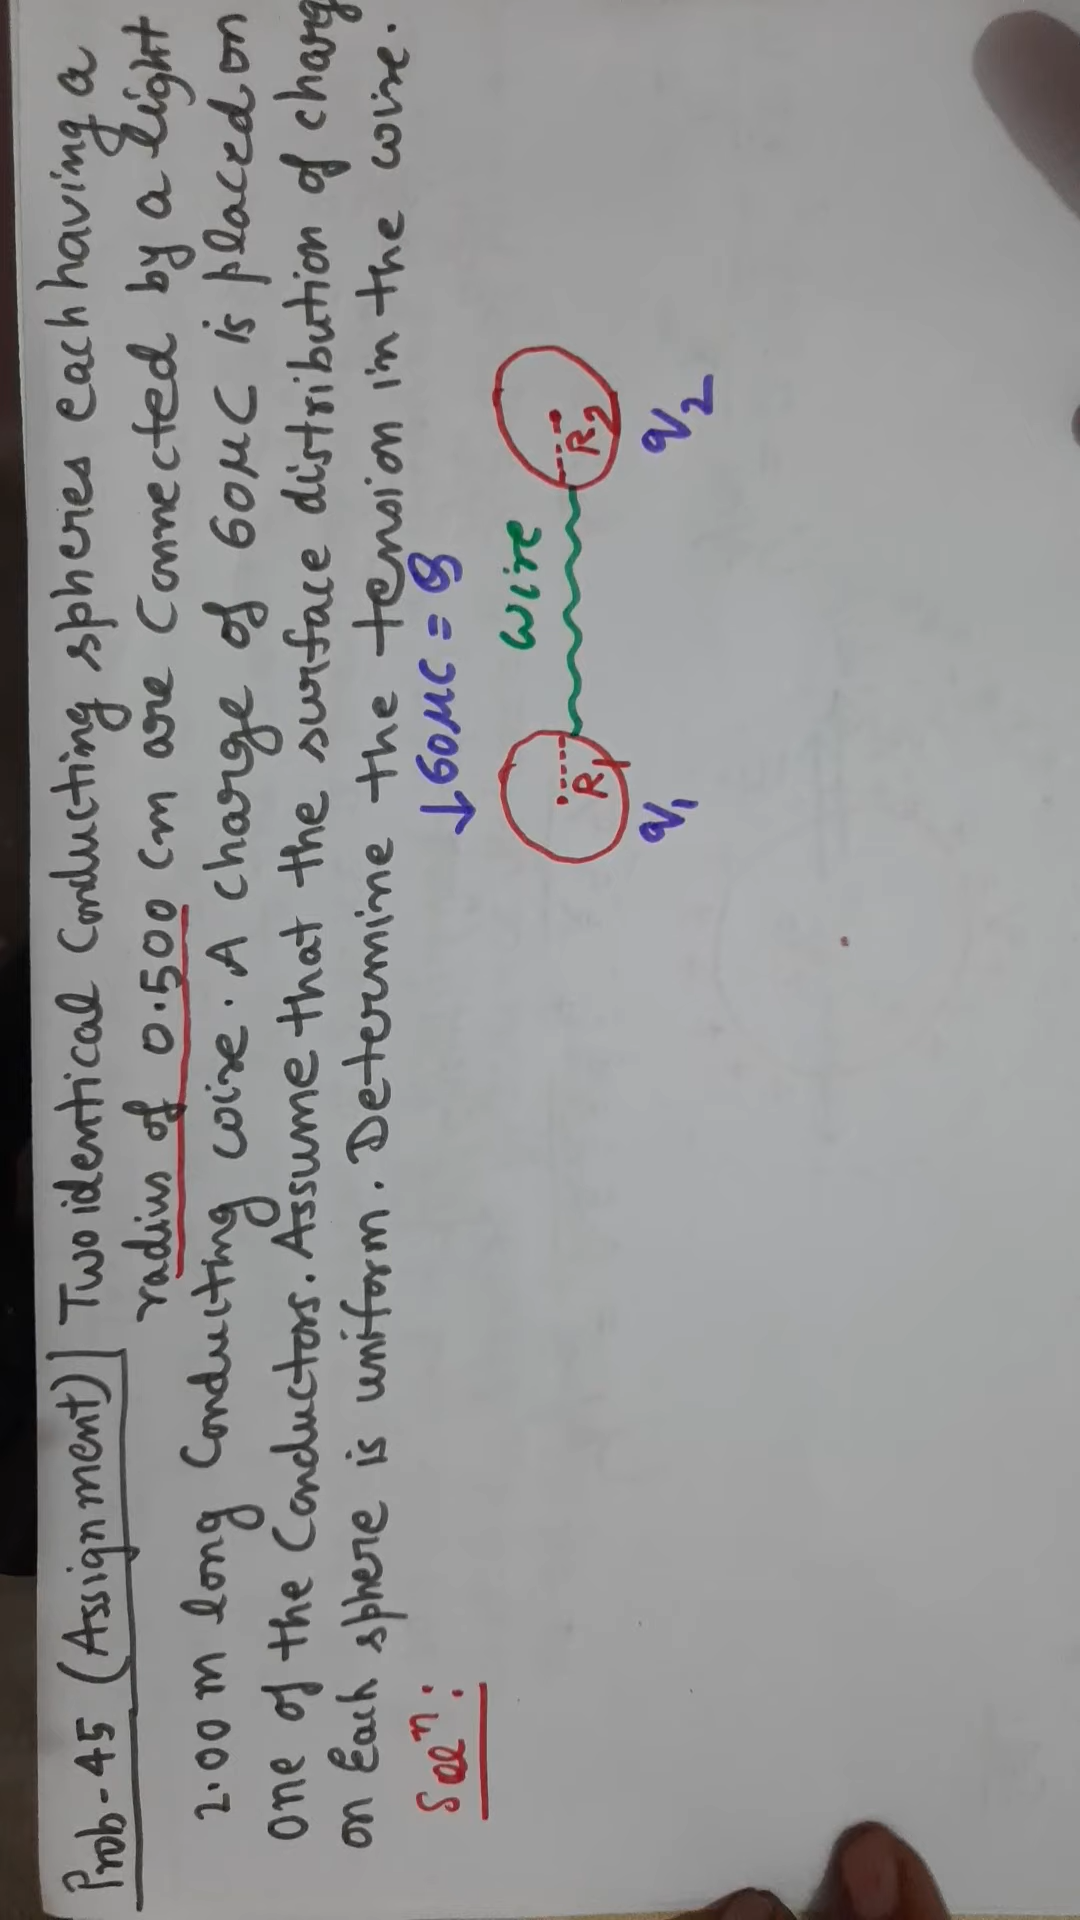 Prob-45 (Assignment) Two identical Conducting spheres each having a
radius of 0.500 cm are Connected by a light
2.00 m long Conducting wire. A charge of 60μC is placed on
one of the Conductors. Assume that the surface distribution of charg
on Each sphere is uniform. Determine the tension in the wire.
Solⁿ:
↓ 60μC = Q
wire
R₁
R₂
q₁
q₂